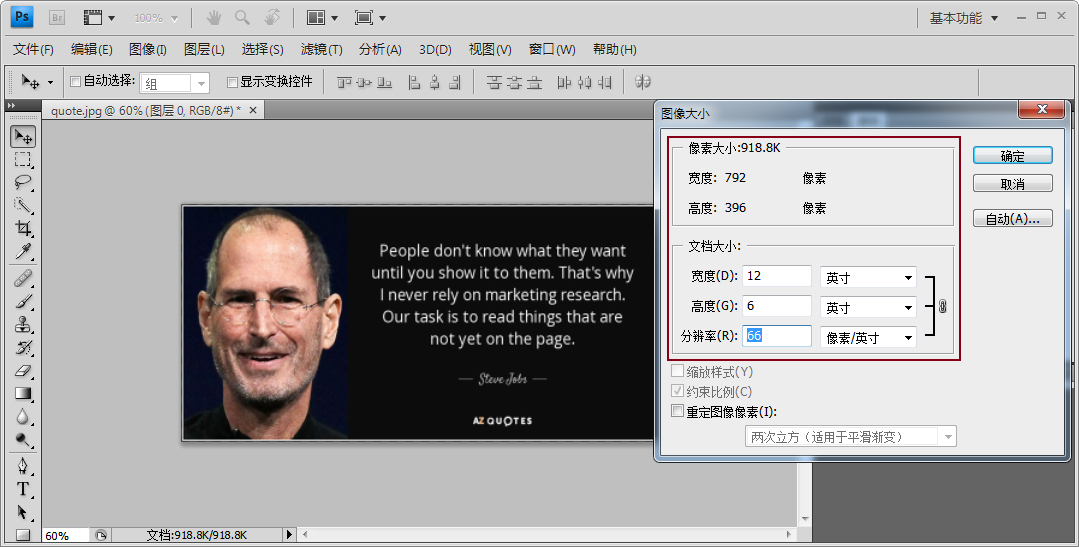 Ps
Br
100%
基本功能
文件(F) 编辑(E) 图像(I) 图层(L) 选择(S) 滤镜(T) 分析(A) 3D(D) 视图(V) 窗口(W) 帮助(H)
自动选择: 组 显示变换控件
quote.jpg @ 60% (图层 0, RGB/8#) *
People don't know what they want
until you show it to them. That's why
I never rely on marketing research.
Our task is to read things that are
not yet on the page.
Steve Jobs
AZ QUOTES
T
60%
文档:918.8K/918.8K
图像大小
像素大小:918.8K
宽度: 792 像素
高度: 396 像素
文档大小:
宽度(D): 12 英寸
高度(G): 6 英寸
分辨率(R): 66 像素/英寸
缩放样式(Y)
约束比例(C)
重定图像像素(I):
两次立方（适用于平滑渐变）
确定
取消
自动(A)...